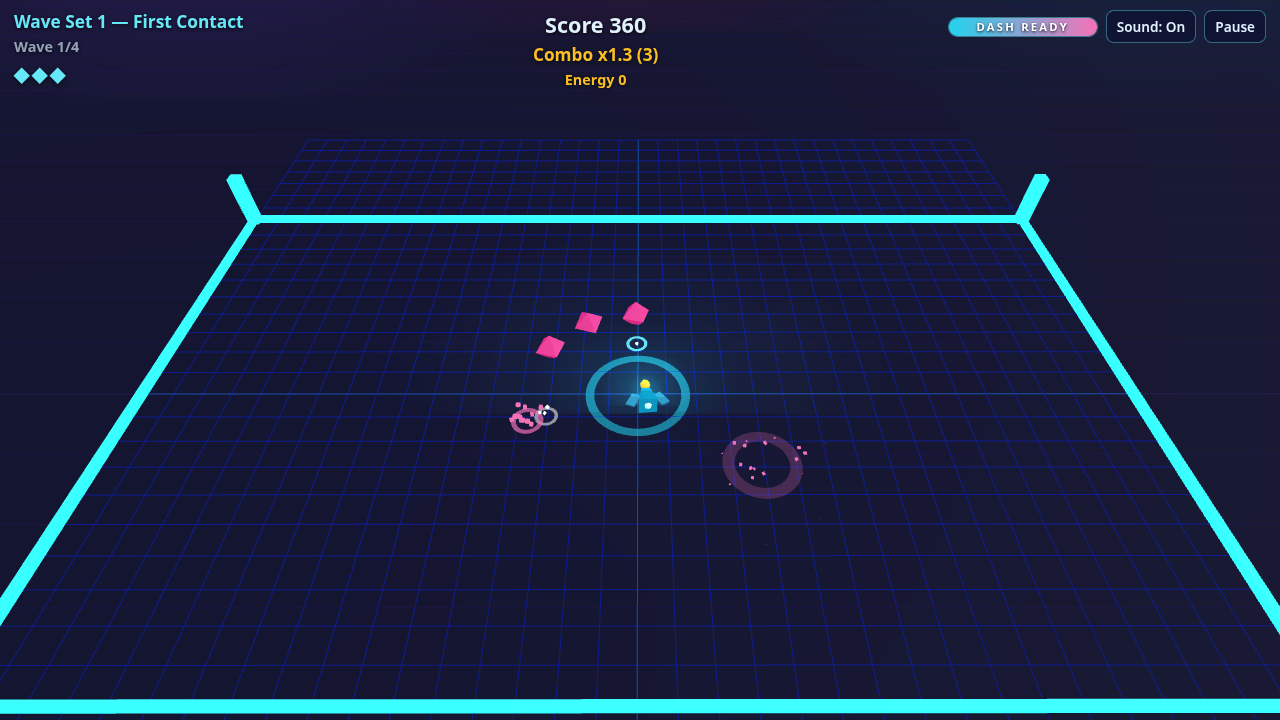 Wave Set 1 — First Contact
Wave 1/4
Score 360
Combo x1.3 (3)
Energy 0
DASH READY
Sound: On
Pause